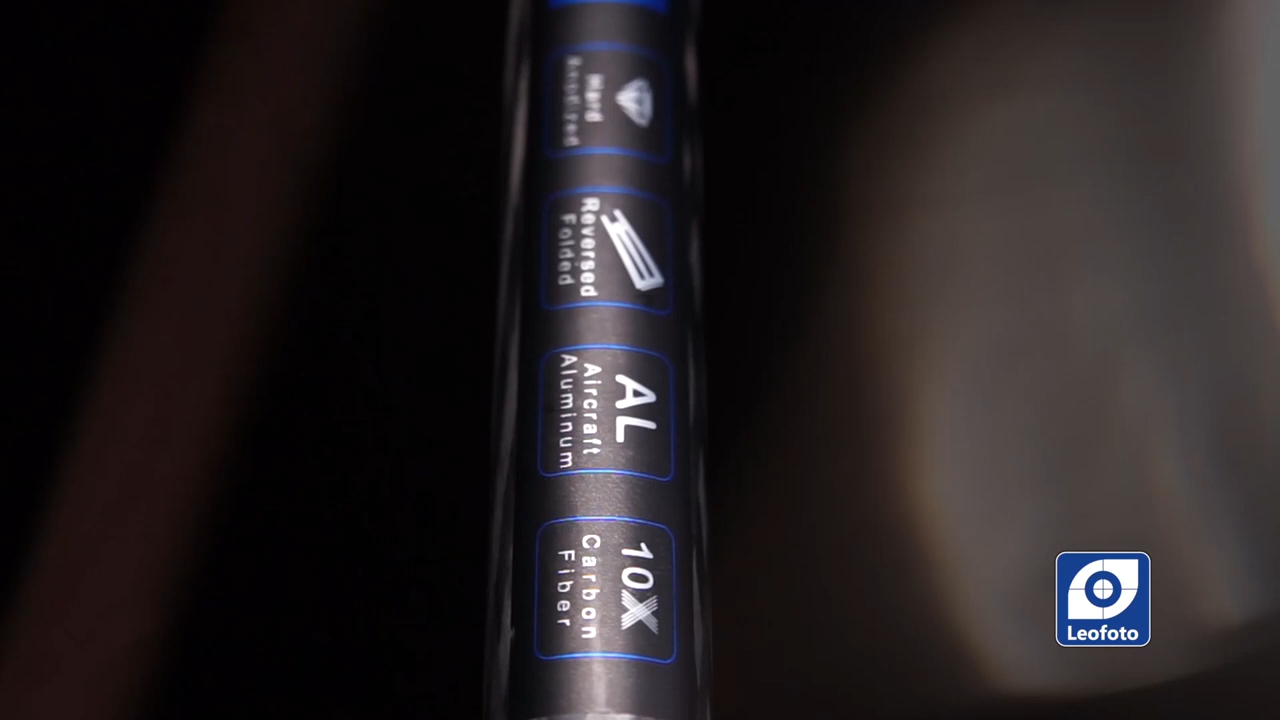 Hard
Anodized
Reversed
Folded
AL
Aircraft
Aluminum
10X
Carbon
Fiber
Leofoto